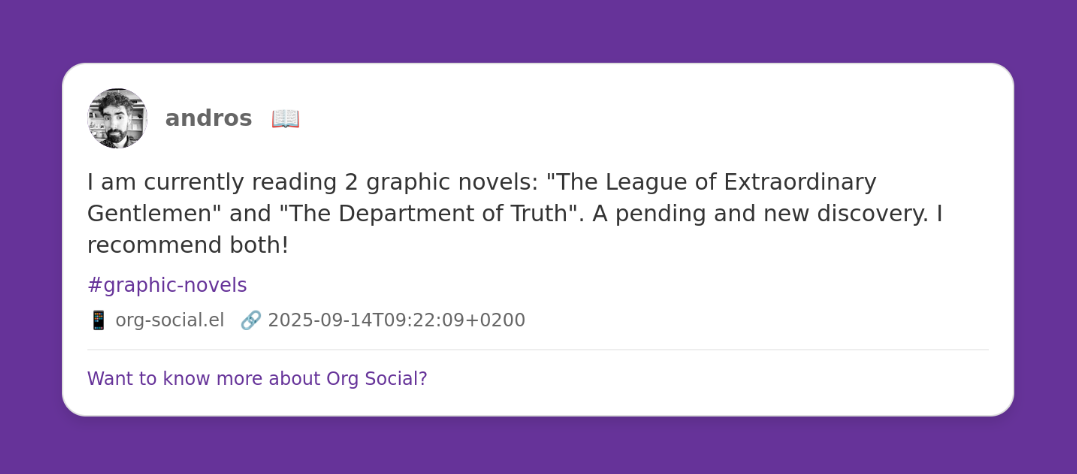 andros 📖
I am currently reading 2 graphic novels: "The League of Extraordinary
Gentlemen" and "The Department of Truth". A pending and new discovery. I
recommend both!
#graphic-novels
📱 org-social.el 🔗 2025-09-14T09:22:09+0200
Want to know more about Org Social?